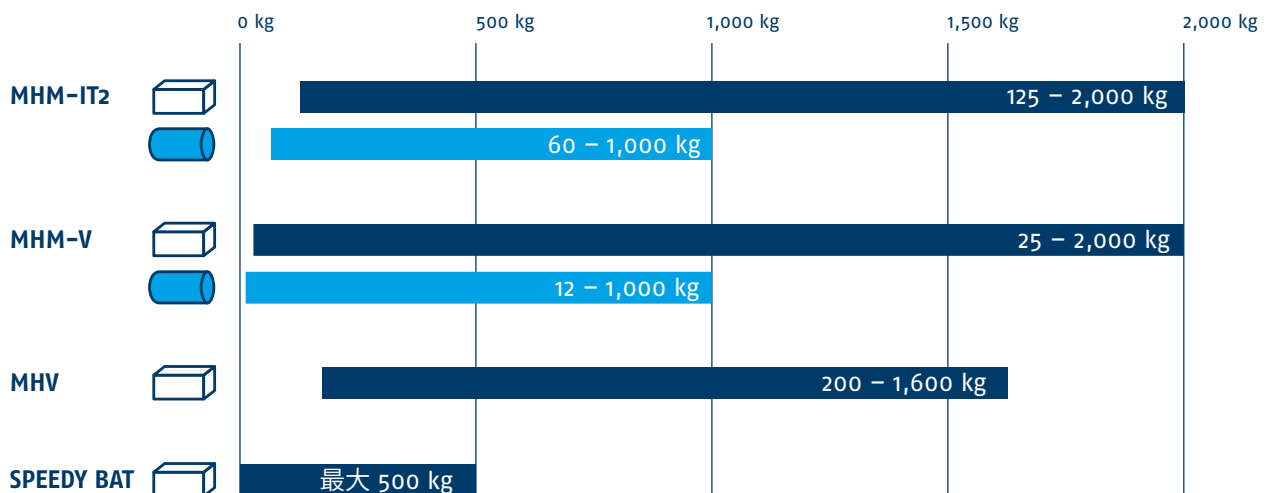 0 kg 500 kg 1,000 kg 1,500 kg 2,000 kg
MHM-IT2 125 – 2,000 kg
60 – 1,000 kg
MHM-V 25 – 2,000 kg
12 – 1,000 kg
MHV 200 – 1,600 kg
SPEEDY BAT 最大 500 kg